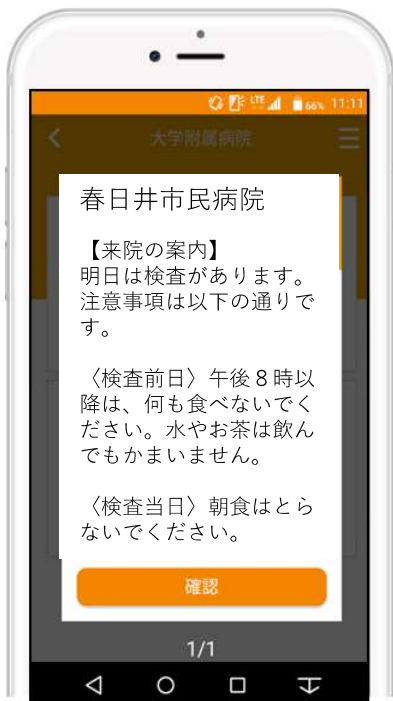 LTE 66% 11:11
大学附属病院
春日井市民病院
【来院の案内】
明日は検査があります。
注意事項は以下の通りで
す。
〈検査前日〉午後８時以
降は、何も食べないでく
ださい。水やお茶は飲ん
でもかまいません。
〈検査当日〉朝食はとら
ないでください。
確認
1/1